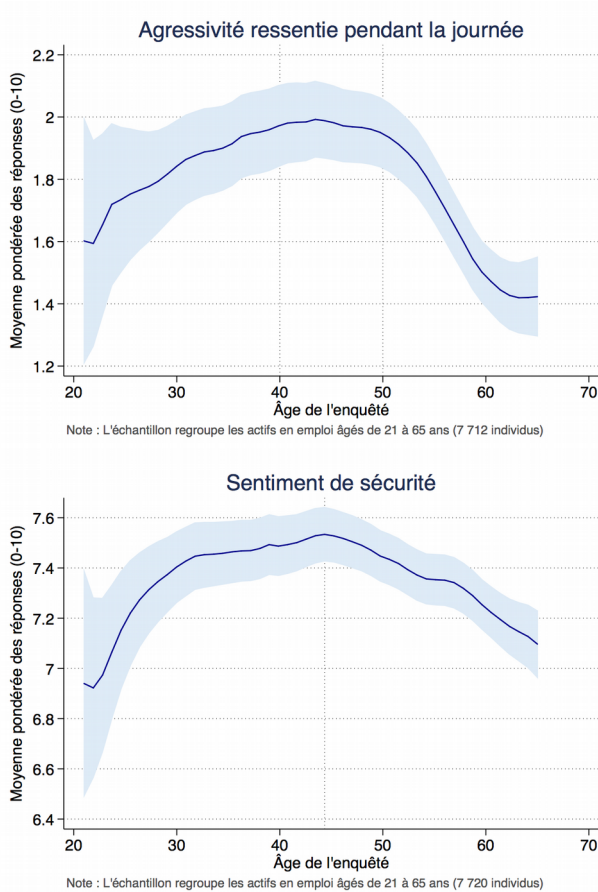 Agressivité ressentie pendant la journée
Moyenne pondérée des réponses (0-10)
2.2
2
1.8
1.6
1.4
1.2
20 30 40 50 60 70
Âge de l'enquêté
Note : L'échantillon regroupe les actifs en emploi âgés de 21 à 65 ans (7 712 individus)
Sentiment de sécurité
Moyenne pondérée des réponses (0-10)
7.6
7.4
7.2
7
6.8
6.6
6.4
20 30 40 50 60 70
Âge de l'enquêté
Note : L'échantillon regroupe les actifs en emploi âgés de 21 à 65 ans (7 720 individus)